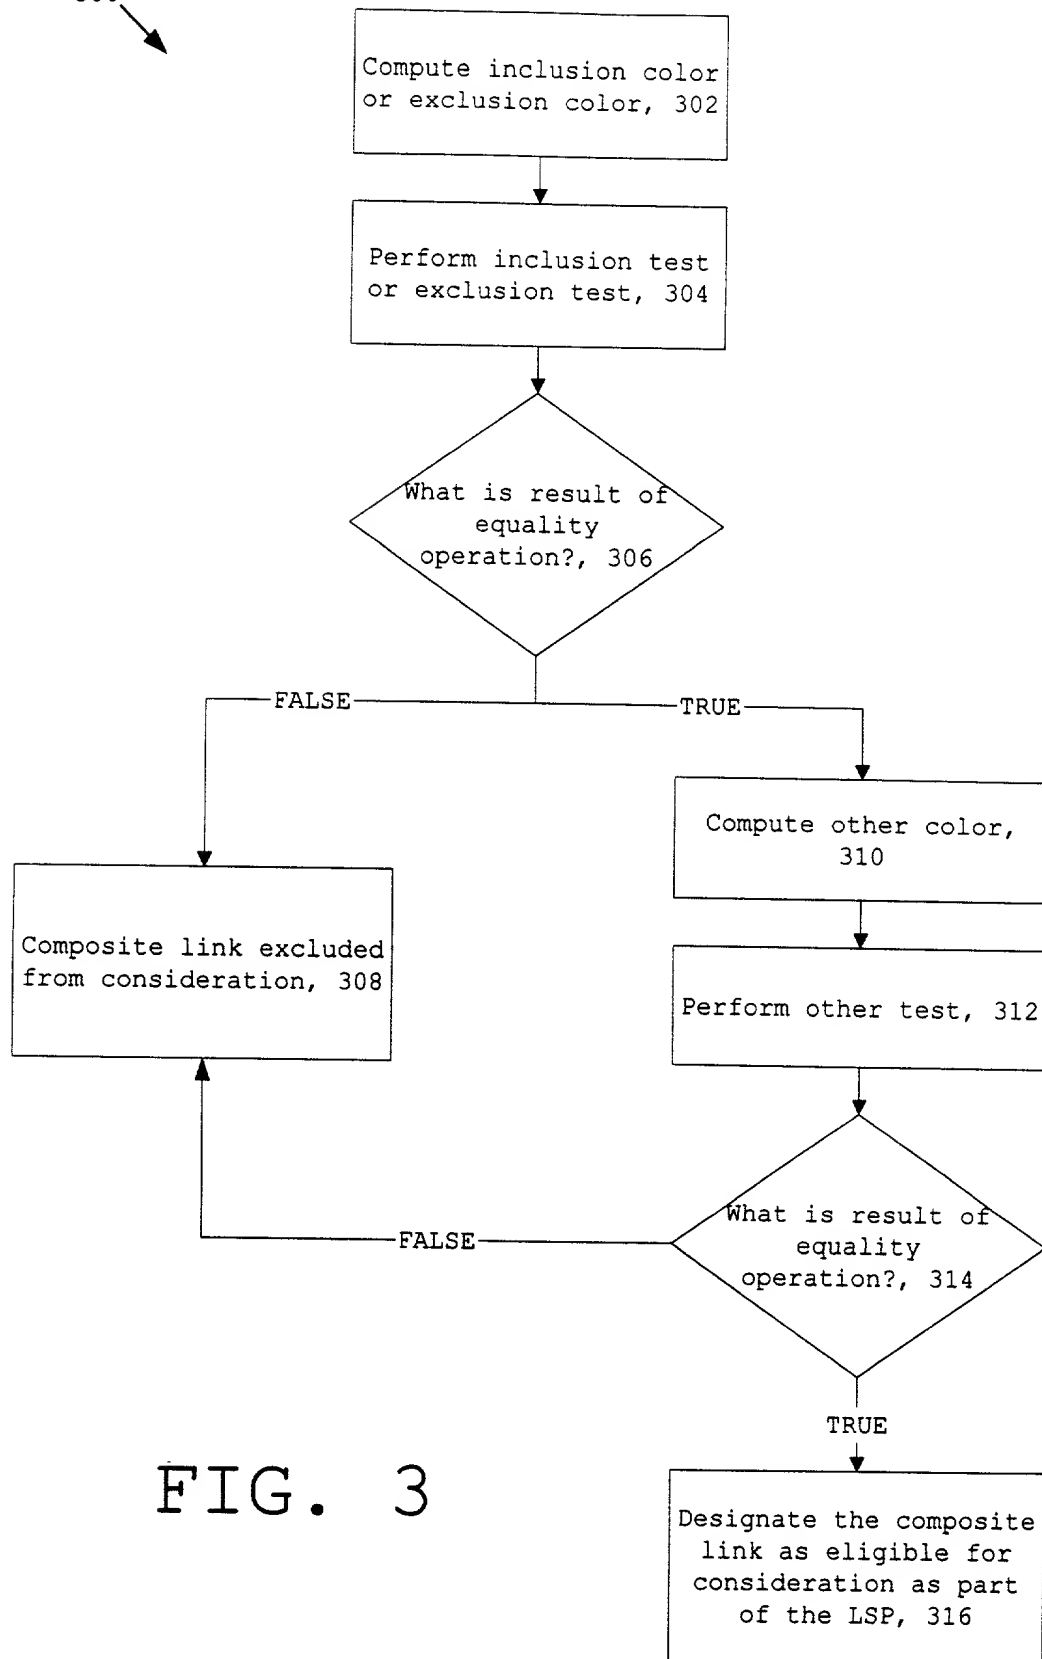 Compute inclusion color
or exclusion color, 302
Perform inclusion test
or exclusion test, 304
What is result of
equality
operation?, 306
FALSE
TRUE
Compute other color,
310
Composite link excluded
from consideration, 308
Perform other test, 312
What is result of
equality
operation?, 314
FALSE
TRUE
FIG. 3
Designate the composite
link as eligible for
consideration as part
of the LSP, 316